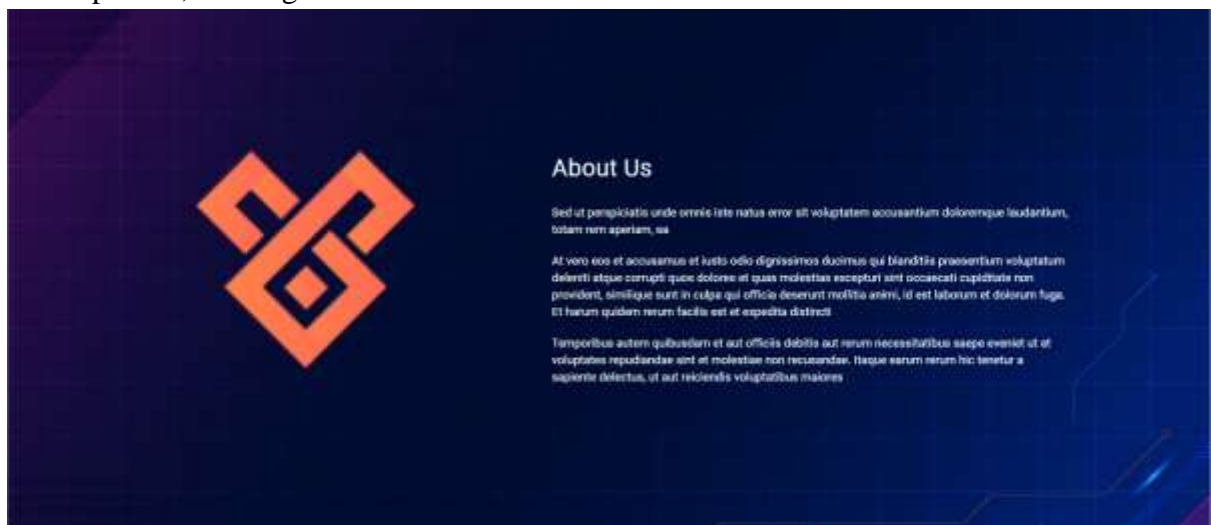 About Us
Sed ut perspiciatis unde omnis iste natus error sit voluptatem accusantium doloremque laudantium,
totam rem aperiam, ea
At vero eos et accusamus et iusto odio dignissimos ducimus qui blanditiis praesentium voluptatum
deleniti atque corrupti quos dolores et quas molestias excepturi sint occaecati cupiditate non
provident, similique sunt in culpa qui officia deserunt mollitia animi, id est laborum et dolorum fuga.
Et harum quidem rerum facilis est et expedita distincti
Temporibus autem quibusdam et aut officiis debitis aut rerum necessitatibus saepe eveniet ut et
voluptates repudiandae sint et molestiae non recusandae. Itaque earum rerum hic tenetur a
sapiente delectus, ut aut reiciendis voluptatibus maiores